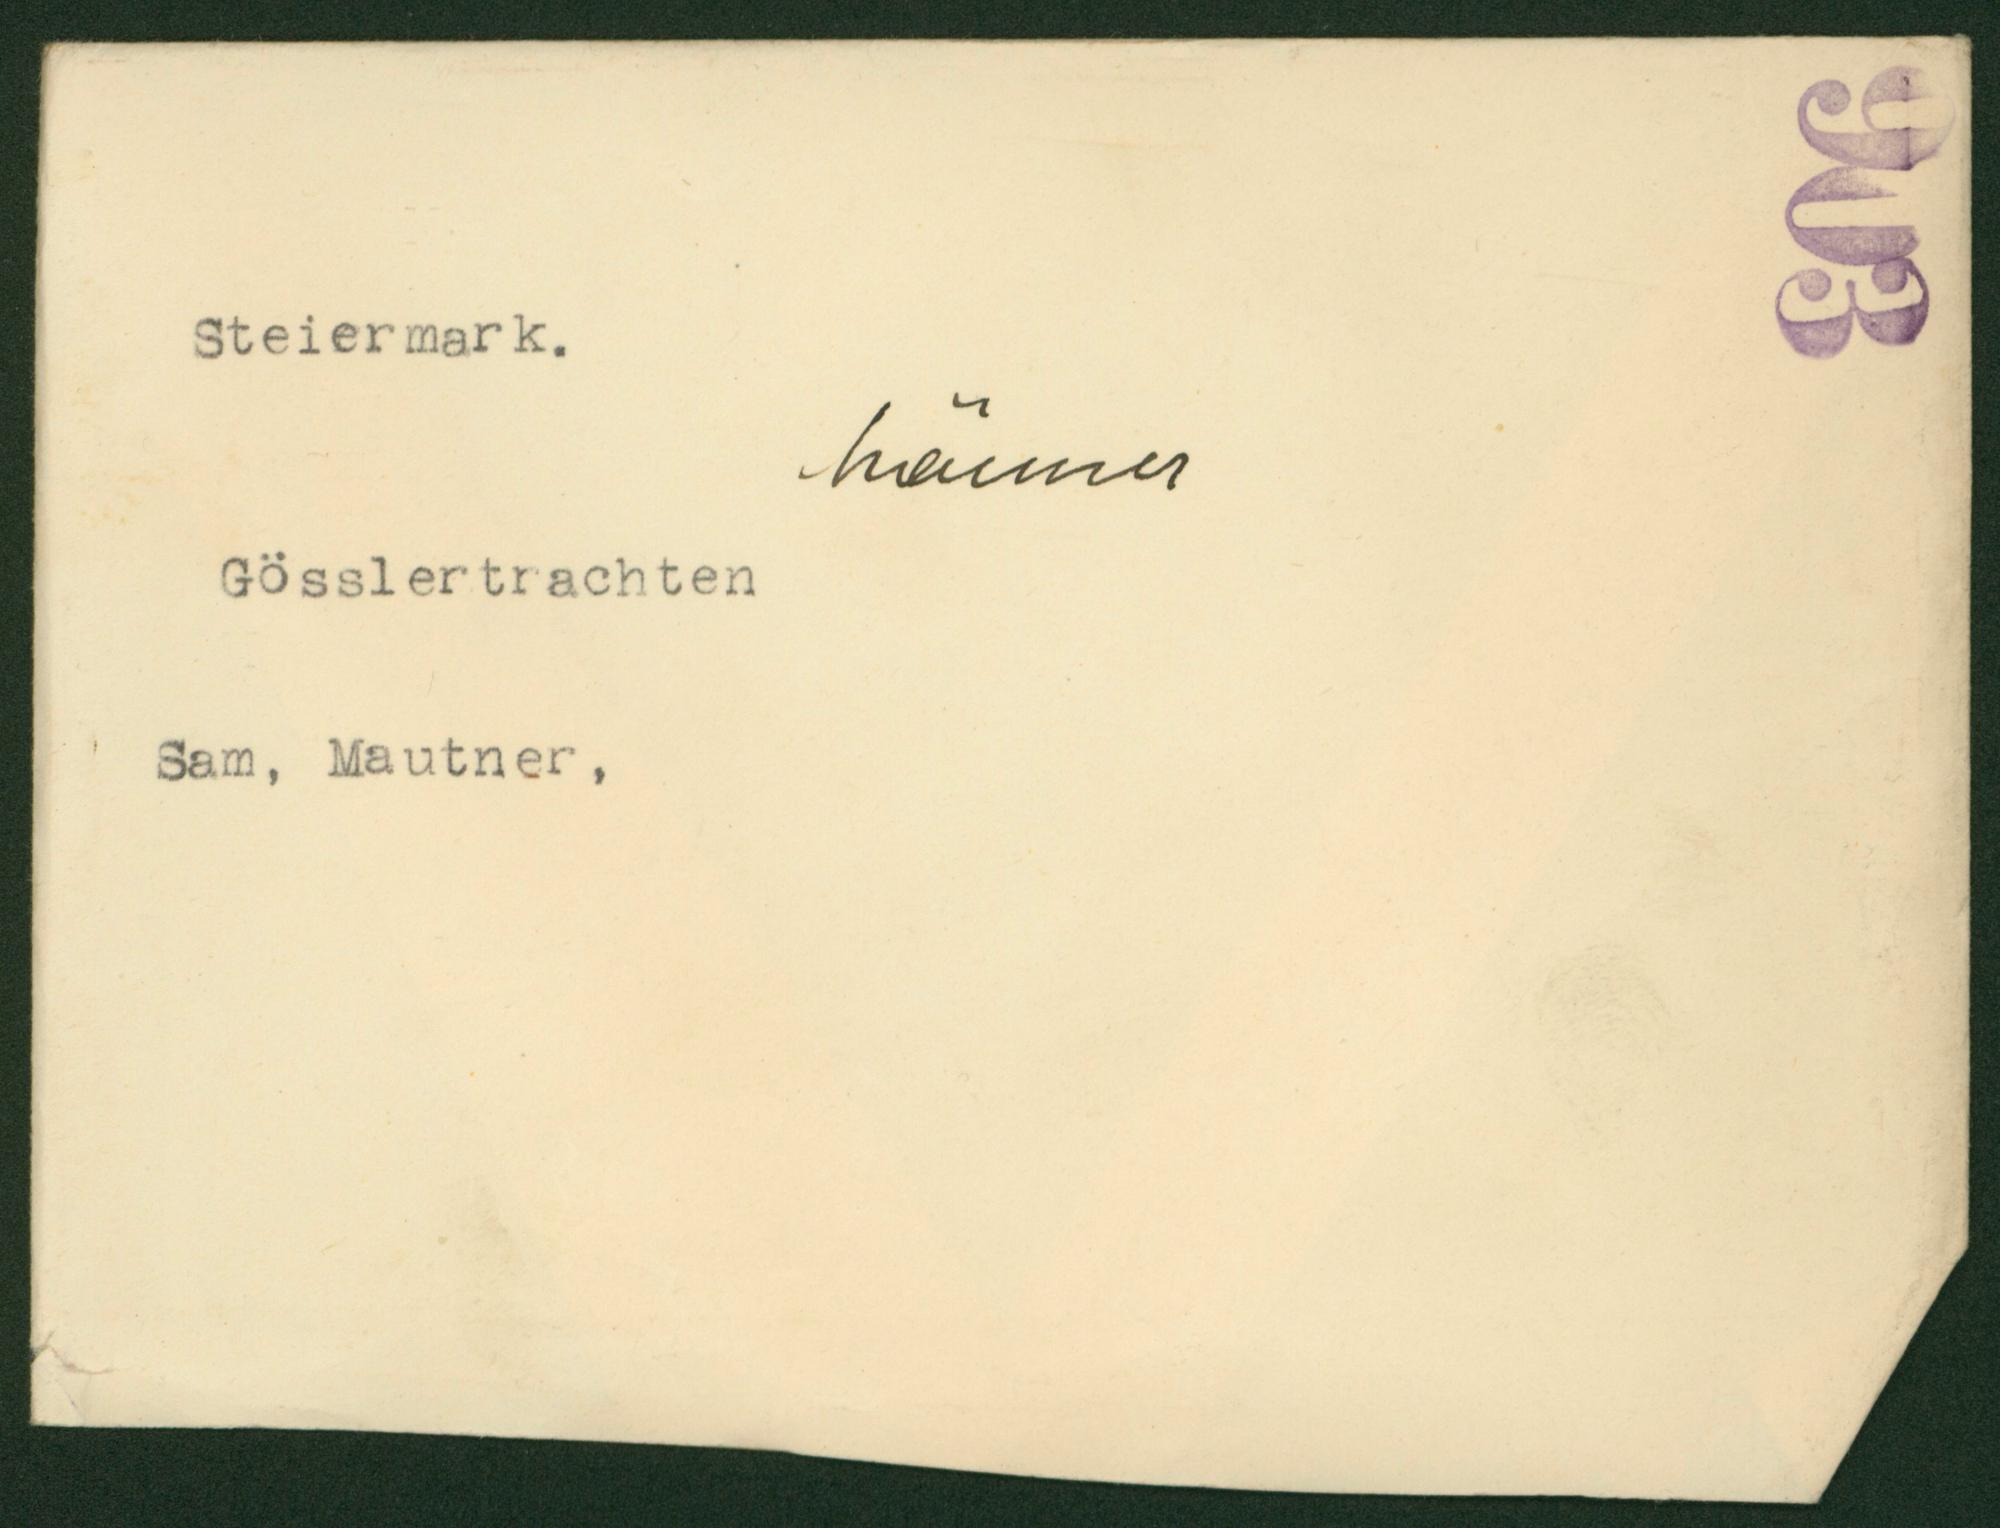 903
Steiermark.
Männer
Gösslertrachten
Sam, Mautner,